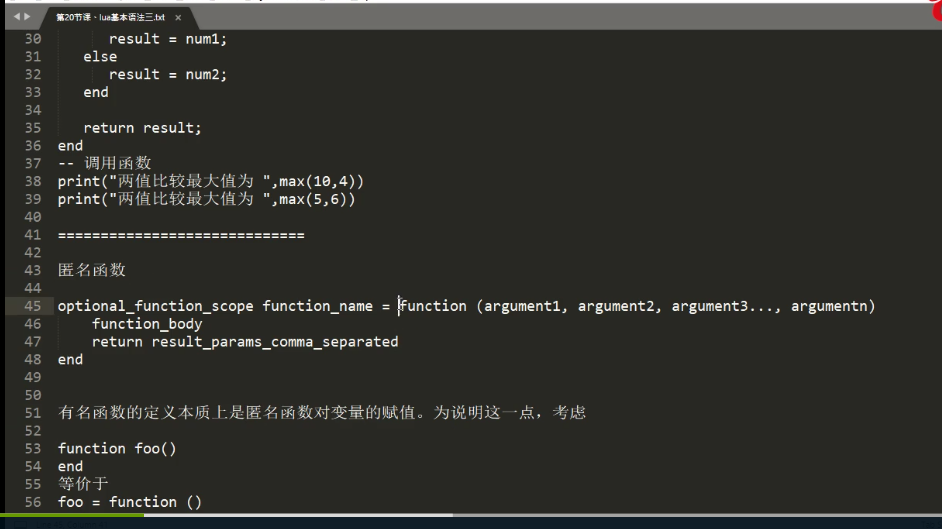 第20节课、lua基本语法三.txt ×
30 result = num1;
31 else
32 result = num2;
33 end
34
35 return result;
36 end
37 -- 调用函数
38 print("两值比较最大值为 ",max(10,4))
39 print("两值比较最大值为 ",max(5,6))
40
41 =============================
42
43 匿名函数
44
45 optional_function_scope function_name = function (argument1, argument2, argument3..., argumentn)
46 function_body
47 return result_params_comma_separated
48 end
49
50
51 有名函数的定义本质上是匿名函数对变量的赋值。为说明这一点，考虑
52
53 function foo()
54 end
55 等价于
56 foo = function ()